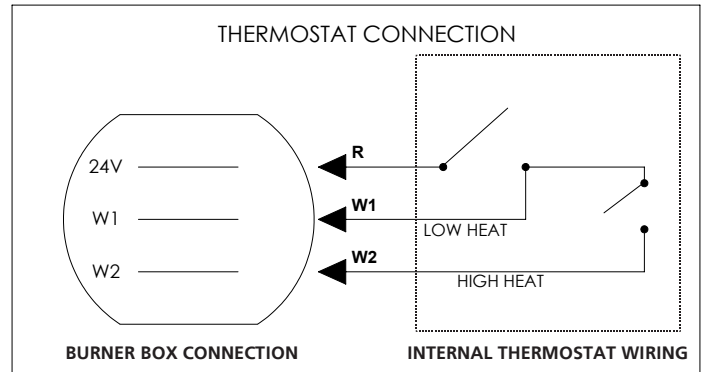 THERMOSTAT CONNECTION
24V
R
W1
W1
LOW HEAT
W2
W2
HIGH HEAT
BURNER BOX CONNECTION
INTERNAL THERMOSTAT WIRING